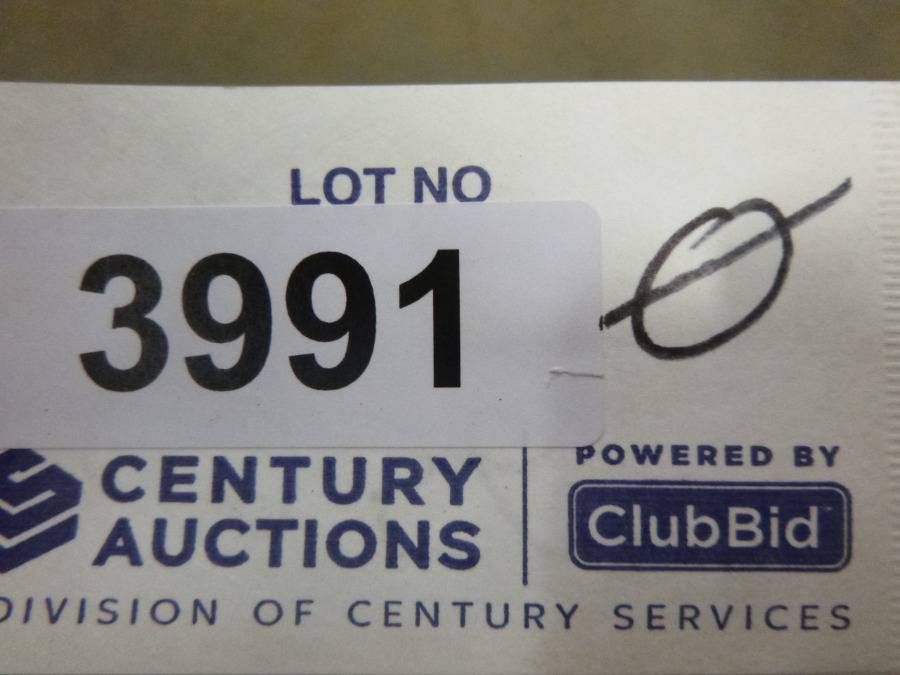 LOT NO
3991
CENTURY
AUCTIONS
POWERED BY
ClubBid
DIVISION OF CENTURY SERVICES